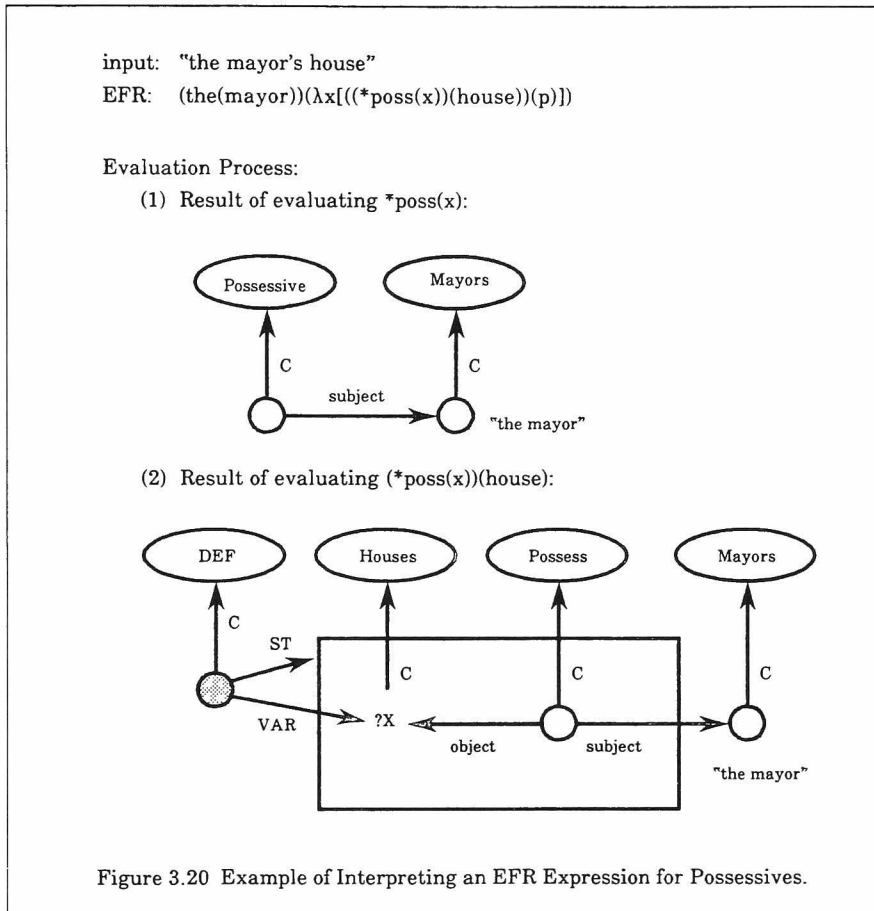 input: "the mayor's house"
EFR: (the(mayor))(λx[((*poss(x))(house))(p)])
Evaluation Process:
(1) Result of evaluating *poss(x):
Possessive Mayors
C C
subject
"the mayor"
(2) Result of evaluating (*poss(x))(house):
DEF Houses Possess Mayors
C
ST
C C C
VAR ?X
object subject
"the mayor"
Figure 3.20 Example of Interpreting an EFR Expression for Possessives.